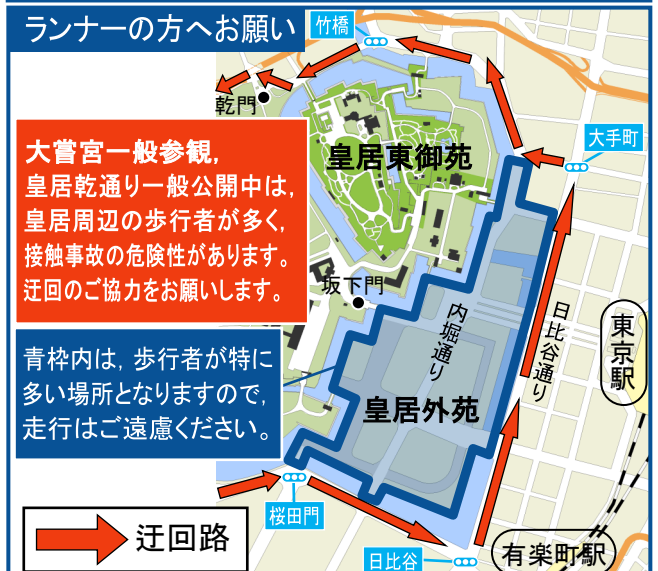 ランナーの方へお願い
竹橋
乾門
大手町
大嘗宮一般参観,
皇居乾通り一般公開中は,
皇居周辺の歩行者が多く,
接触事故の危険性があります。
迂回のご協力をお願いします。
皇居東御苑
坂下門
内堀通り
日比谷通り
東京駅
青枠内は, 歩行者が特に
多い場所となりますので,
走行はご遠慮ください。
皇居外苑
桜田門
迂回路
日比谷
有楽町駅